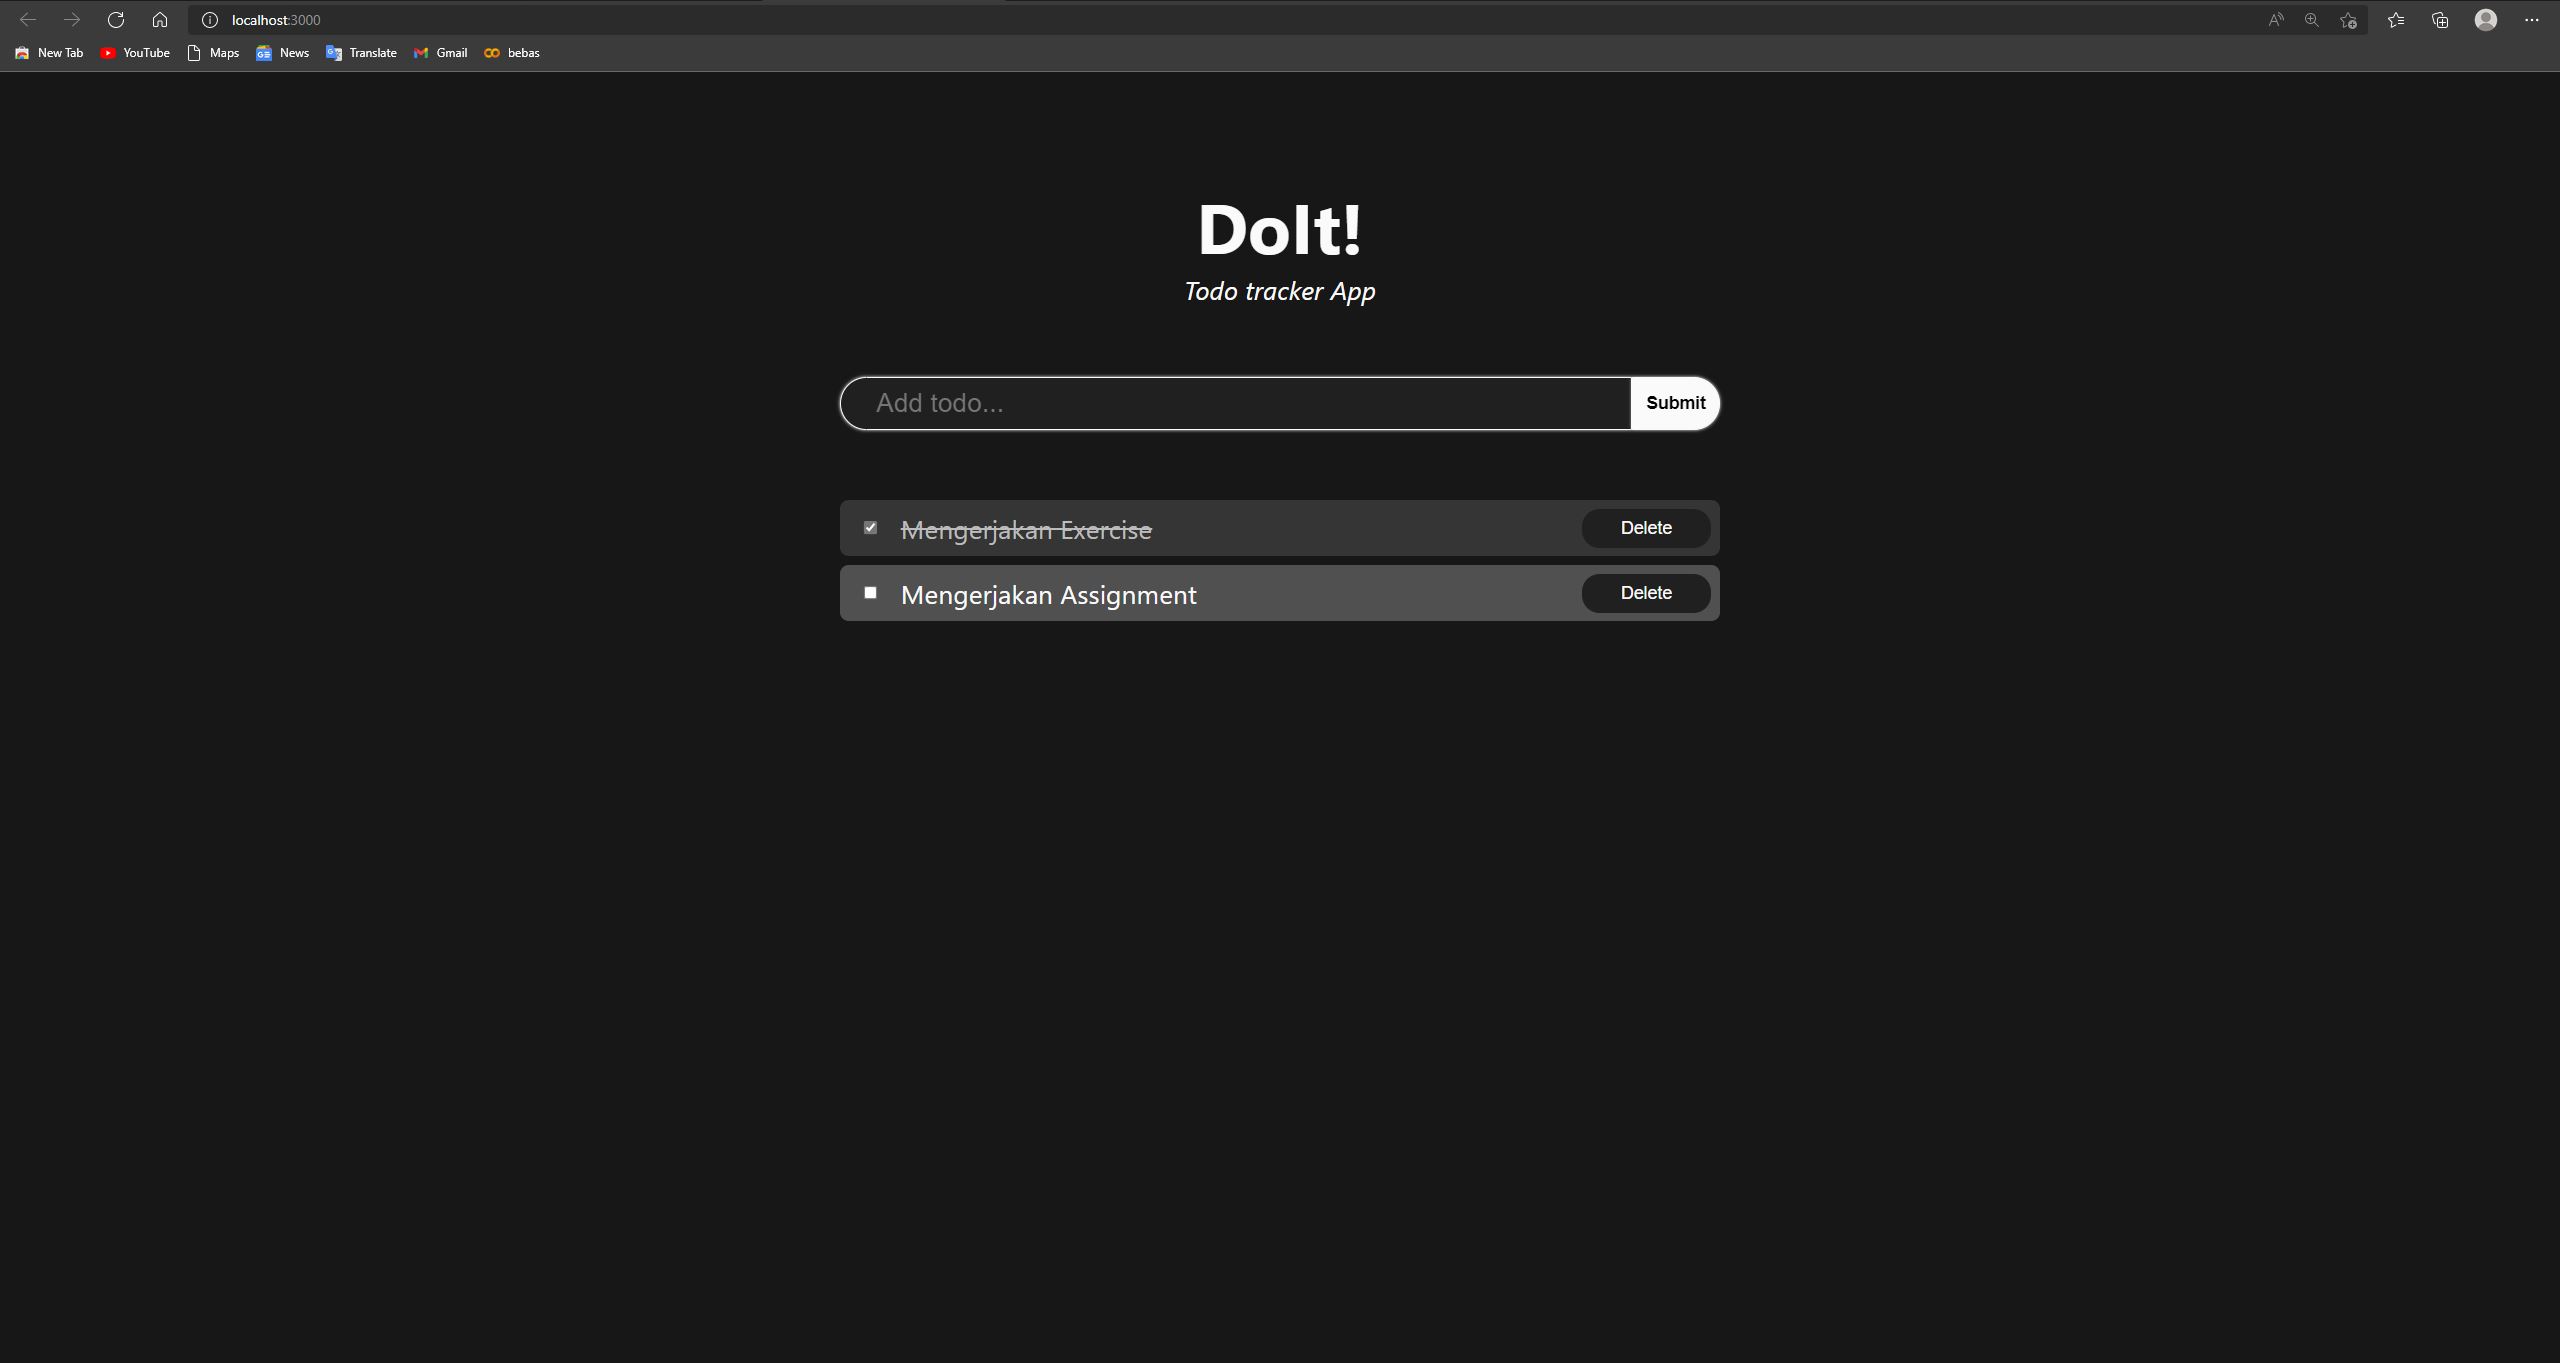 localhost:3000
New Tab YouTube Maps News Translate Gmail bebas
DoIt!
Todo tracker App
Add todo... Submit
Mengerjakan Exercise Delete
Mengerjakan Assignment Delete